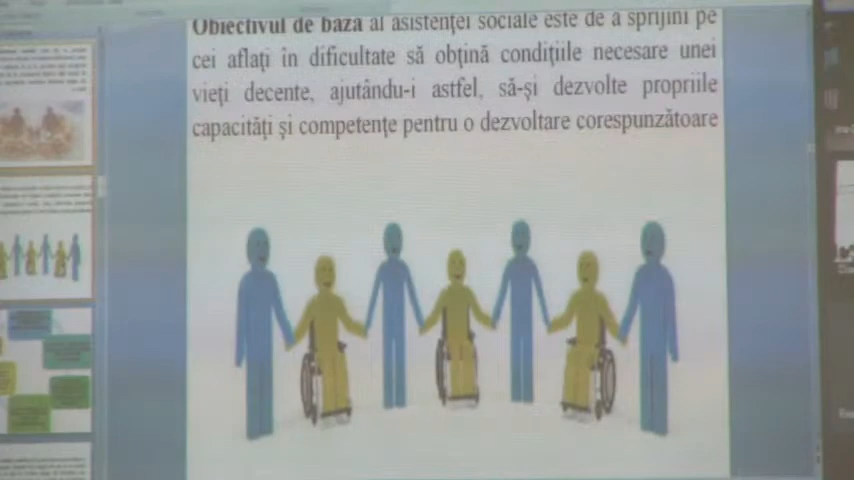 Obiectivul de bază al asistenței sociale este de a sprijini pe
cei aflați în dificultate să obțină condițiile necesare unei
vieți decente, ajutându-i astfel, să-și dezvolte propriile
capacități și competențe pentru o dezvoltare corespunzătoare